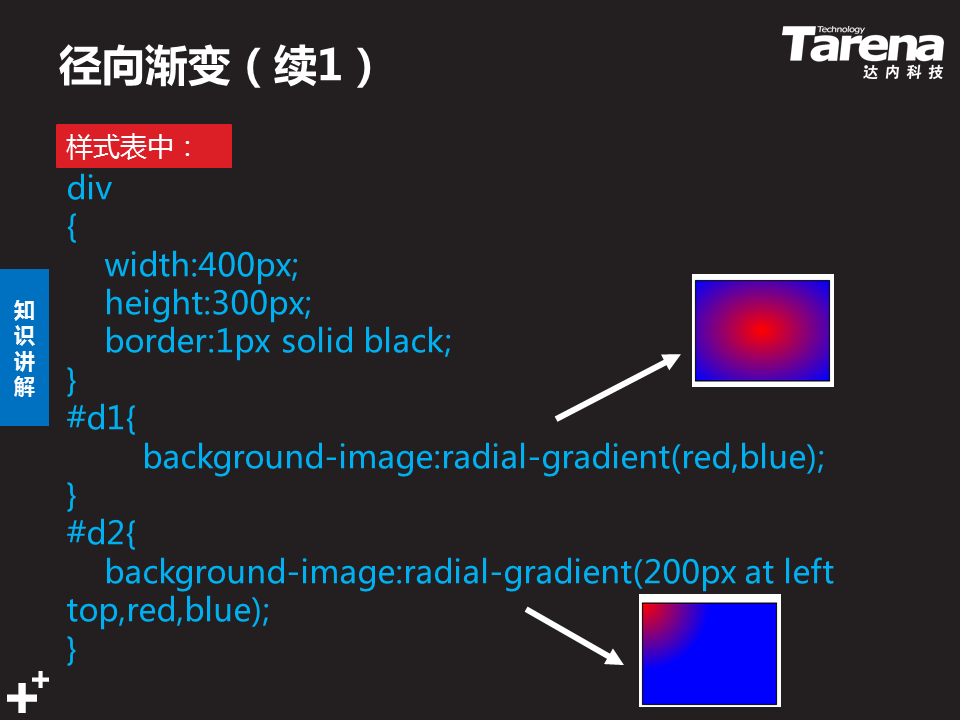 径向渐变（续1）
Technology
Tarena
达内科技
样式表中：
div
{
width:400px;
height:300px;
border:1px solid black;
}
#d1{
background-image:radial-gradient(red,blue);
}
#d2{
background-image:radial-gradient(200px at left
top,red,blue);
}
知
识
讲
解